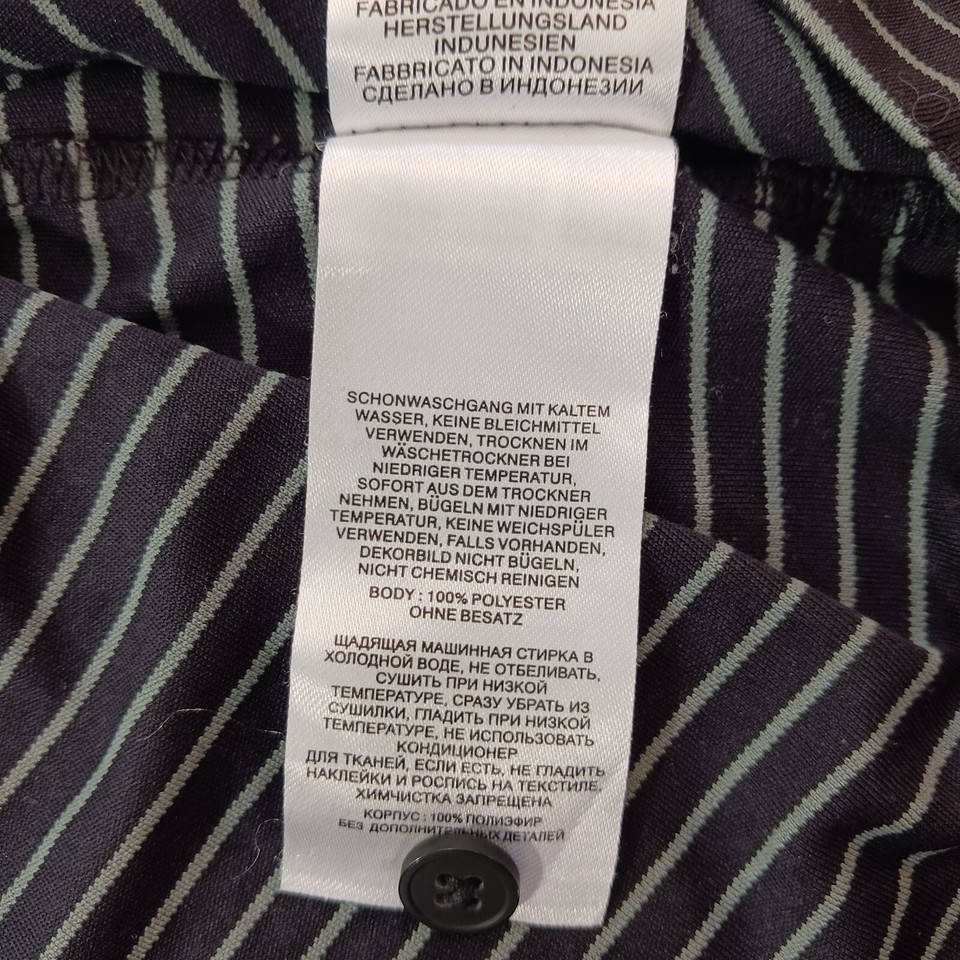 FABRICADO EN INDONESIA
HERSTELLUNGSLAND
INDUNESIEN
FABBRICATO IN INDONESIA
СДЕЛАНО В ИНДОНЕЗИИ
SCHONWASCHGANG MIT KALTEM
WASSER, KEINE BLEICHMITTEL
VERWENDEN, TROCKNEN IM
WÄSCHETROCKNER BEI
NIEDRIGER TEMPERATUR,
SOFORT AUS DEM TROCKNER
NEHMEN, BÜGELN MIT NIEDRIGER
TEMPERATUR, KEINE WEICHSPÜLER
VERWENDEN, FALLS VORHANDEN,
DEKORBILD NICHT BÜGELN,
NICHT CHEMISCH REINIGEN
BODY : 100% POLYESTER
OHNE BESATZ
ЩАДЯЩАЯ МАШИННАЯ СТИРКА В
ХОЛОДНОЙ ВОДЕ, НЕ ОТБЕЛИВАТЬ,
СУШИТЬ ПРИ НИЗКОЙ
ТЕМПЕРАТУРЕ, СРАЗУ УБРАТЬ ИЗ
СУШИЛКИ, ГЛАДИТЬ ПРИ НИЗКОЙ
ТЕМПЕРАТУРЕ, НЕ ИСПОЛЬЗОВАТЬ
КОНДИЦИОНЕР
ДЛЯ ТКАНЕЙ, ЕСЛИ ЕСТЬ, НЕ ГЛАДИТЬ
НАКЛЕЙКИ И РОСПИСЬ НА ТЕКСТИЛЕ,
ХИМЧИСТКА ЗАПРЕЩЕНА
КОРПУС : 100% ПОЛИЭФИР
БЕЗ ДОПОЛНИТЕЛЬНЫХ ДЕТАЛЕЙ